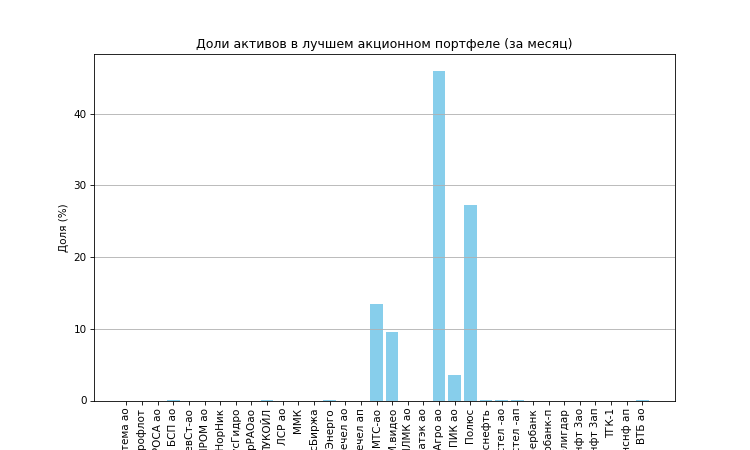 Доли активов в лучшем акционном портфеле (за месяц)
Доля (%)
40
30
20
10
0
тема ао
рофлот
РОСА ао
БСП ао
евСт-ао
ПРОМ ао
НорНик
сГидро
рРАОао
ЛУКОЙЛ
ЛСР ао
ММК
сБиржа
Энерго
ечел ао
ечел ап
МТС-ао
М.видео
ЛМК ао
атэк ао
Агро ао
ПИК ао
Полюс
снефть
стел -ао
стел -ап
ербанк
рбанк-п
лигдар
нфт 3ао
нфт 3ап
ТГК-1
нснф ап
ВТБ ао